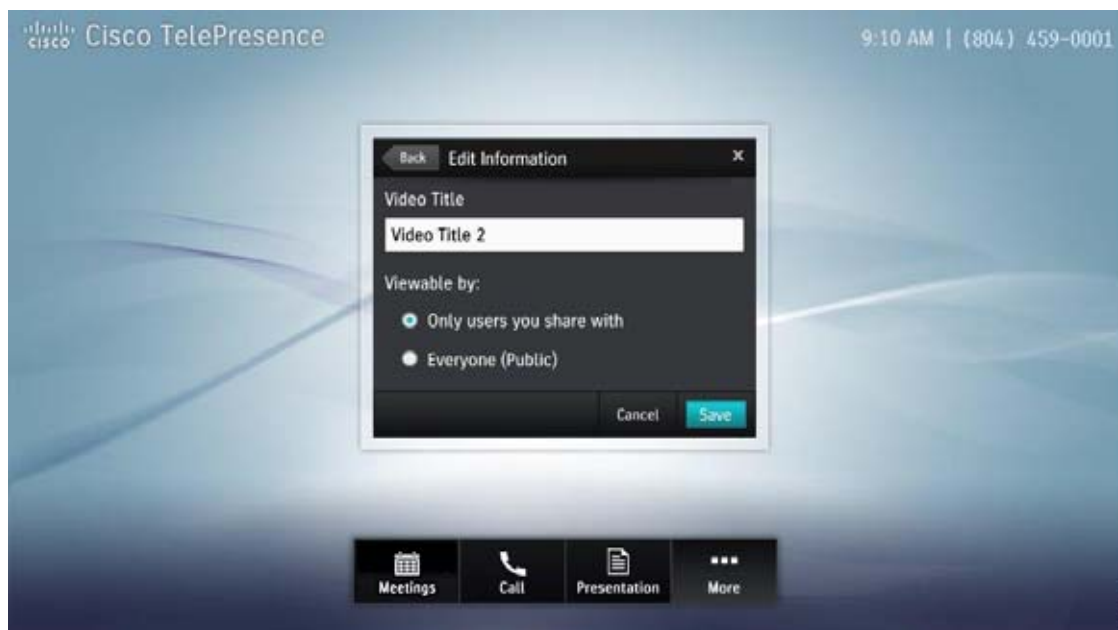 CISCO Cisco TelePresence
9:10 AM | (804) 459-0001
Back Edit Information x
Video Title
Video Title 2
Viewable by:
Only users you share with
Everyone (Public)
Cancel Save
Meetings Call Presentation More